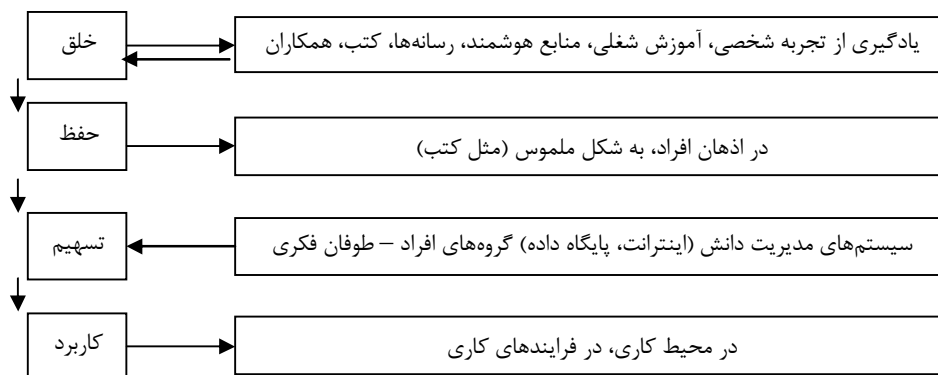 خلق
یادگیری از تجربه شخصی، آموزش شغلی، منابع هوشمند، رسانه‌ها، کتب، همکاران
حفظ
در اذهان افراد، به شکل ملموس (مثل کتب)
تسهیم
سیستم‌های مدیریت دانش (اینترانت، پایگاه داده) گروه‌های افراد – طوفان فکری
کاربرد
در محیط کاری، در فرایندهای کاری